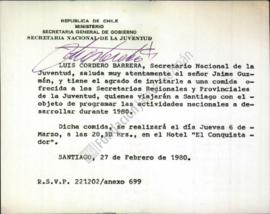 REPUBLICA DE CHILE
MINISTERIO
SECRETARIA GENERAL DE GOBIERNO
SECRETARIA NACIONAL DE LA JUVENTUD
LUIS CORDERO BARRERA, Secretario Nacional de la
Juventud, saluda muy atentamente al señor Jaime Guz-
mán, y tiene el agrado de invitarle a una comida o-
frecida a los Secretarios Regionales y Provinciales
de la Juventud, quienes viajarán a Santiago con el
objeto de programar las actividades nacionales a de-
sarrollar durante 1980.
Dicha comida, se realizará el día Jueves 6 de
Marzo, a las 20,30 Hrs., en el Hotel "El Conquista-
dor".
SANTIAGO, 27 de Febrero de 1980.
R.S.V.P. 221202/anexo 699